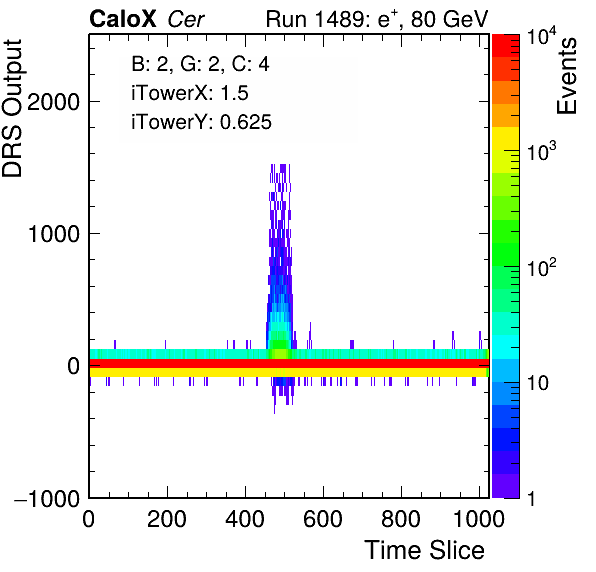 CaloX Cer Run 1489: e⁺, 80 GeV
B: 2, G: 2, C: 4
iTowerX: 1.5
iTowerY: 0.625
DRS Output
2000
1000
0
−1000
0 200 400 600 800 1000
Time Slice
Events
10⁴
10³
10²
10
1